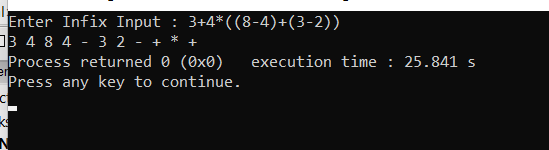 Enter Infix Input : 3+4*((8-4)+(3-2))
3 4 8 4 - 3 2 - + * +
Process returned 0 (0x0)   execution time : 25.841 s
Press any key to continue.